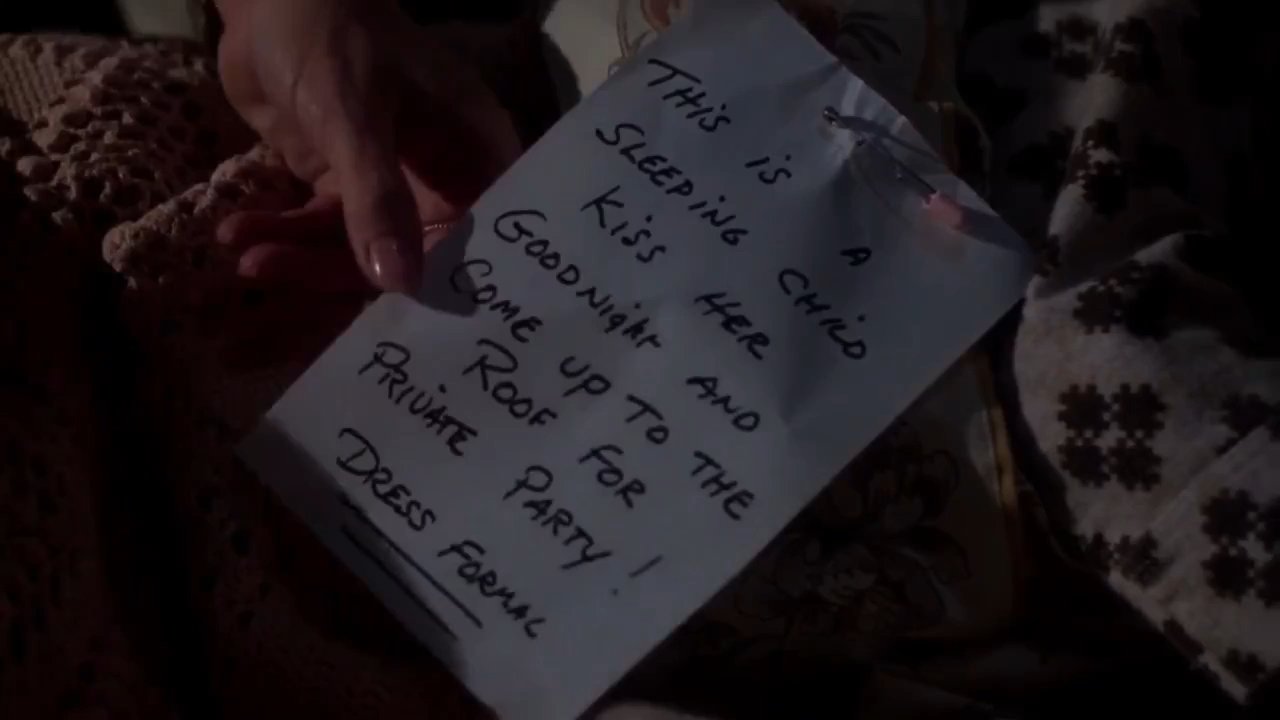 THiS iS A
SLEEPiNG CHiLD
KiSS HER
GOODNight AND
COME UP TO THE
ROOF FOR
PRiVATE PARTY!
DRESS FORMAL